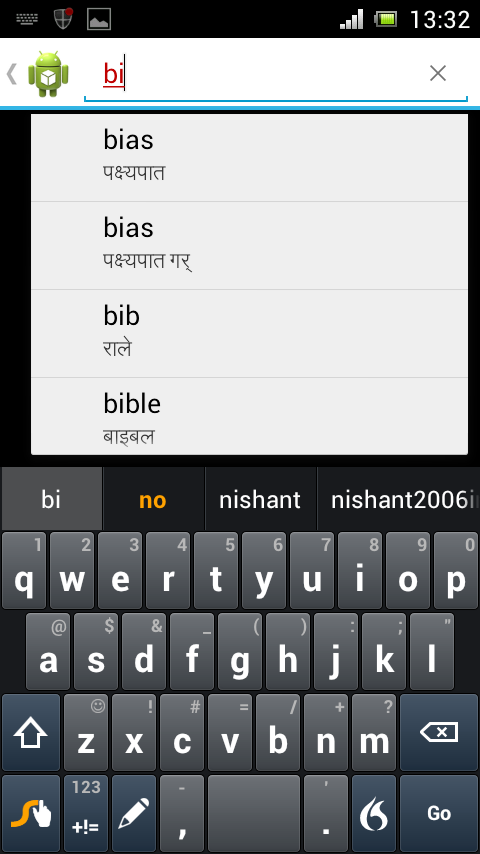 13:32
bi
bias
पक्ष्यपात
bias
पक्ष्यपात गर्
bib
राले
bible
बाइबल
bi no nishant nishant2006
1 2 3 4 5 6 7 8 9 0
q w e r t y u i o p
@ $ & _ ( ) : ; "
a s d f g h j k l
! # = / + ?
z x c v b n m
123 - '
+!= , . Go